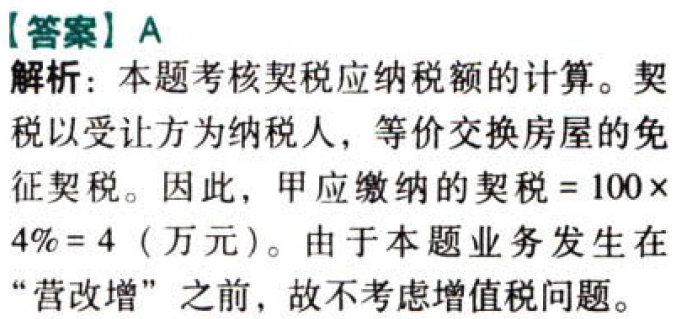 【答案】A
解析：本题考核契税应纳税额的计算。契
税以受让方为纳税人，等价交换房屋的免
征契税。因此，甲应缴纳的契税=100×
4%=4（万元）。由于本题业务发生在
“营改增”之前，故不考虑增值税问题。